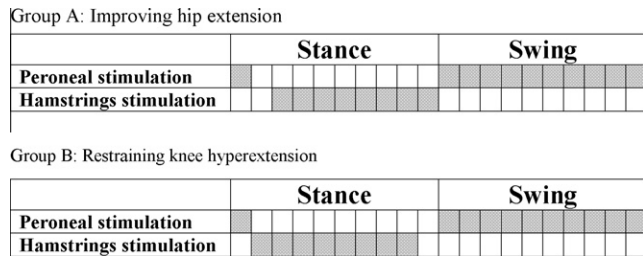 Group A: Improving hip extension
Stance Swing
Peroneal stimulation
Hamstrings stimulation
Group B: Restraining knee hyperextension
Stance Swing
Peroneal stimulation
Hamstrings stimulation